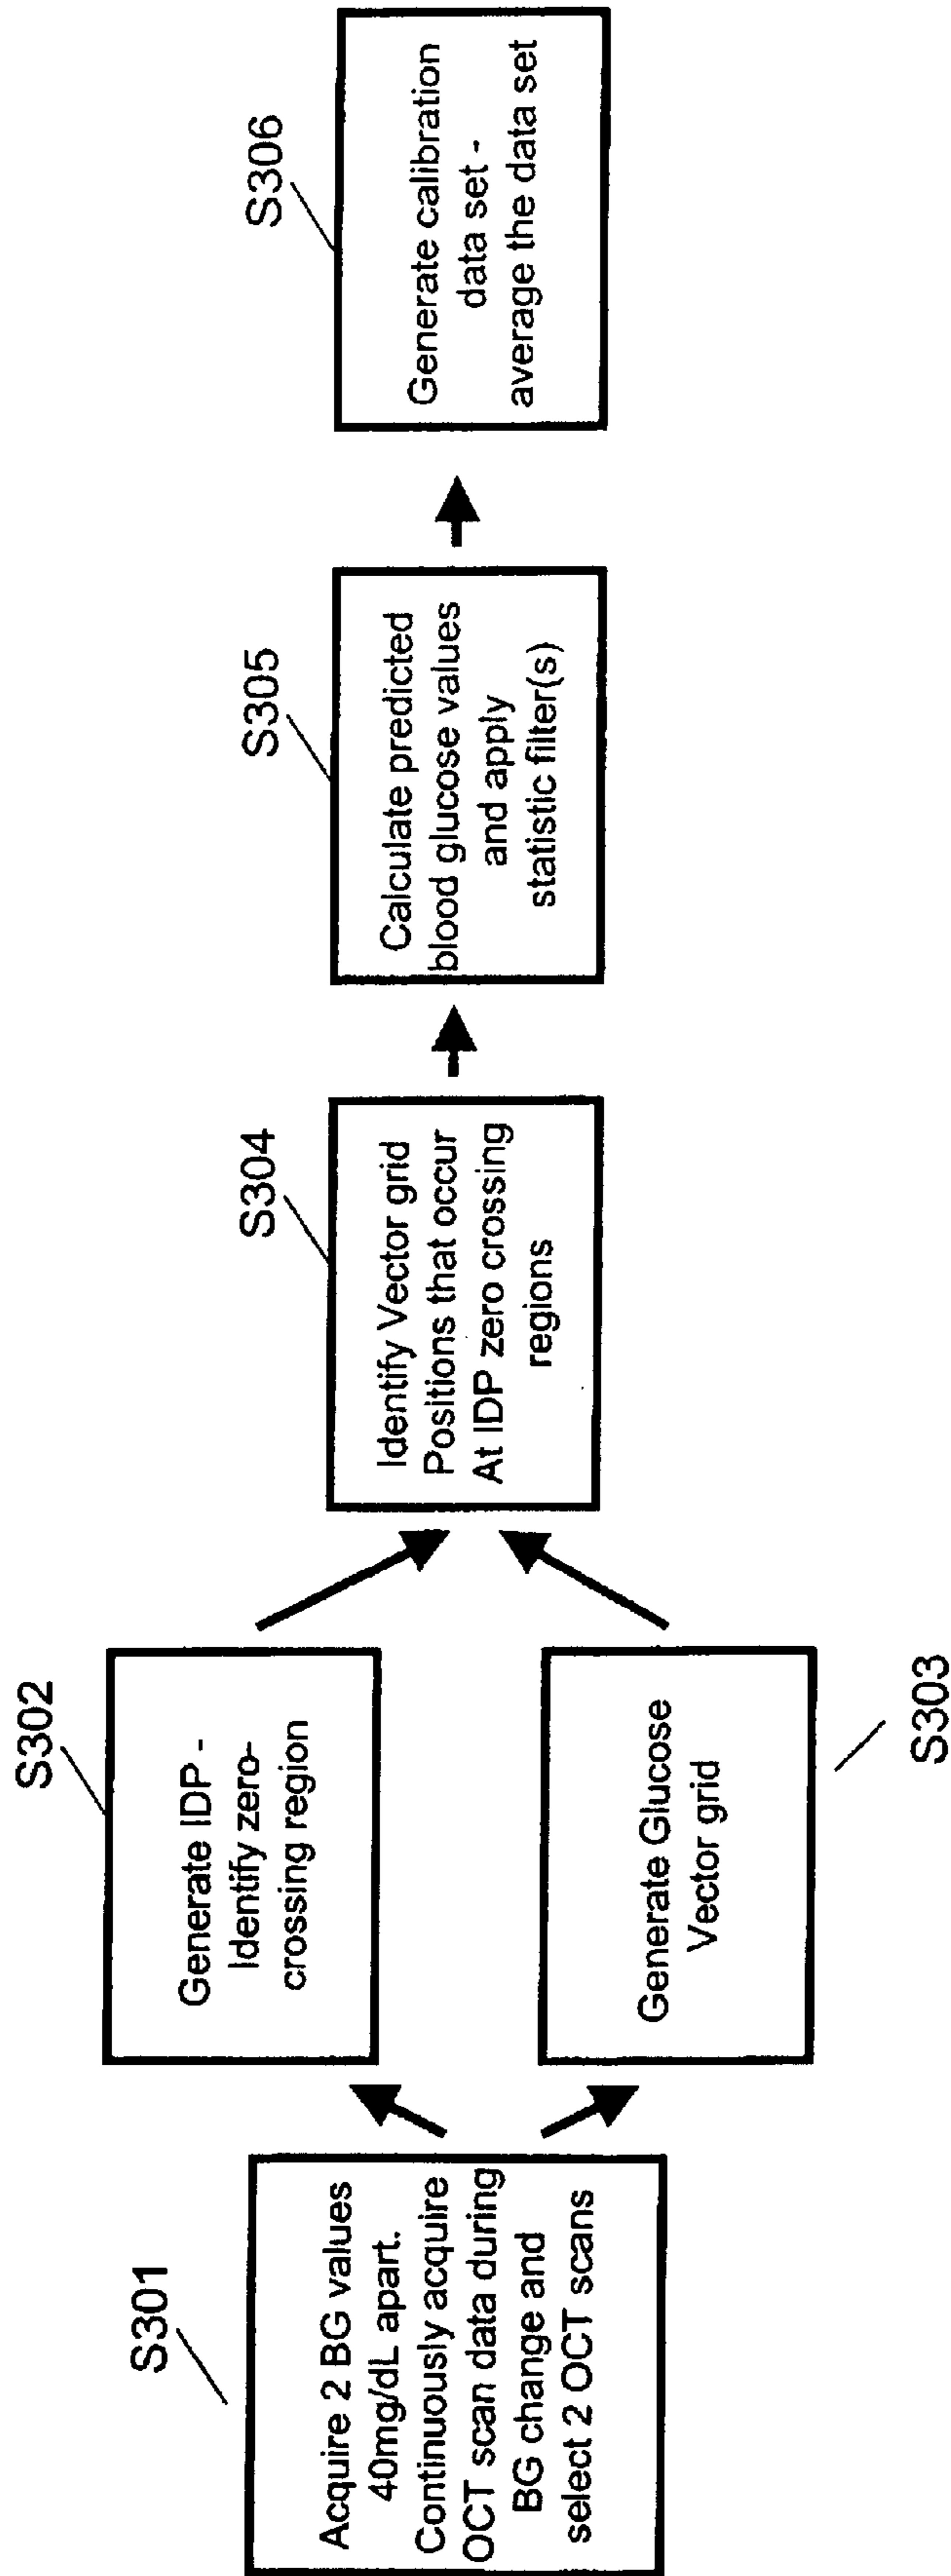 S301
Acquire 2 BG values
40mg/dL apart.
Continuously acquire
OCT scan data during
BG change and
select 2 OCT scans
S302
Generate IDP -
Identify zero-
crossing region
Generate Glucose
Vector grid
S303
S304
Identify Vector grid
Positions that occur
At IDP zero crossing
regions
S305
Calculate predicted
blood glucose values
and apply
statistic filter(s)
S306
Generate calibration
data set -
average the data set